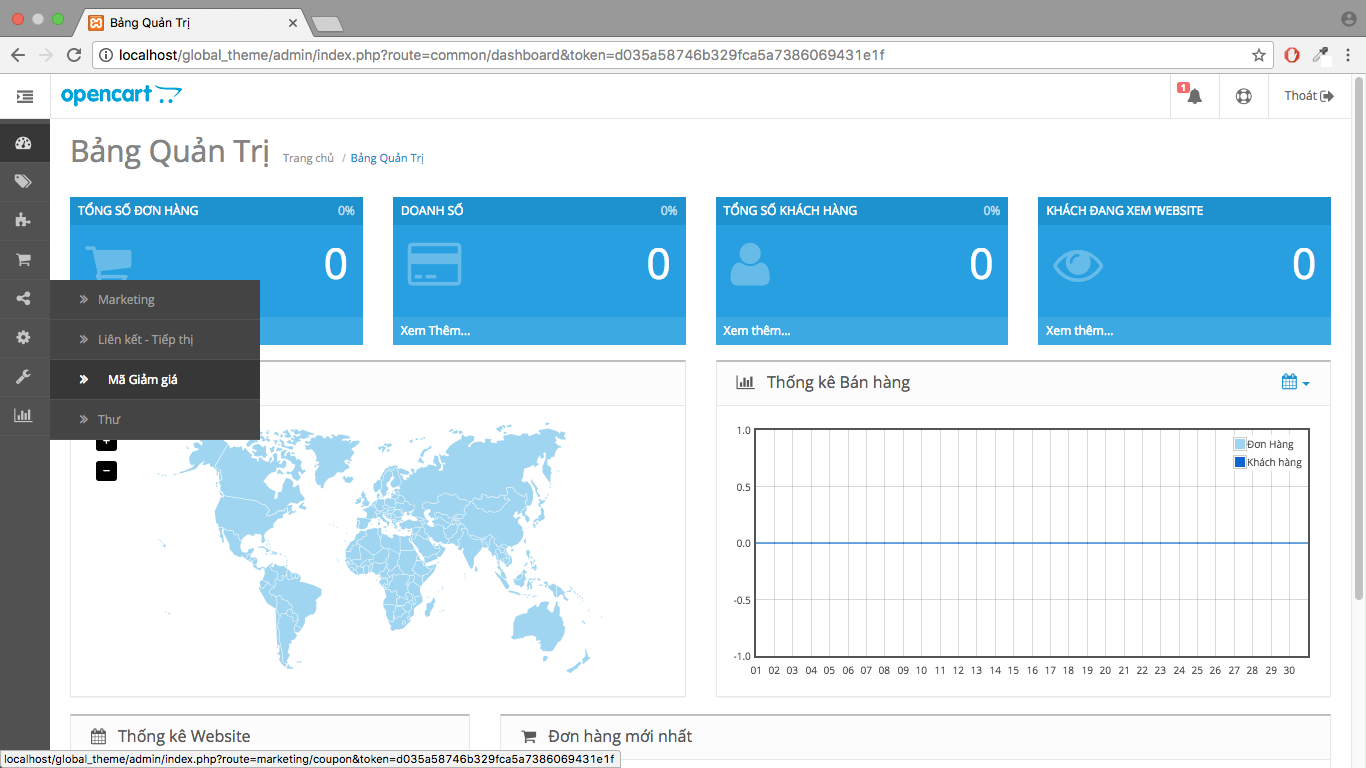 Bảng Quản Trị
localhost/global_theme/admin/index.php?route=common/dashboard&token=d035a58746b329fca5a7386069431e1f
opencart
1
Thoát
Bảng Quản Trị
Trang chủ / Bảng Quản Trị
TỔNG SỐ ĐƠN HÀNG 0%
0
DOANH SỐ 0%
0
Xem Thêm...
TỔNG SỐ KHÁCH HÀNG 0%
0
Xem thêm...
KHÁCH ĐANG XEM WEBSITE
0
Xem thêm...
Marketing
Liên kết - Tiếp thị
Mã Giảm giá
Thư
+
−
Thống kê Bán hàng
Đơn Hàng
Khách hàng
1.0
0.5
0.0
-0.5
-1.0
01 02 03 04 05 06 07 08 09 10 11 12 13 14 15 16 17 18 19 20 21 22 23 24 25 26 27 28 29 30
Thống kê Website
Đơn hàng mới nhất
localhost/global_theme/admin/index.php?route=marketing/coupon&token=d035a58746b329fca5a7386069431e1f